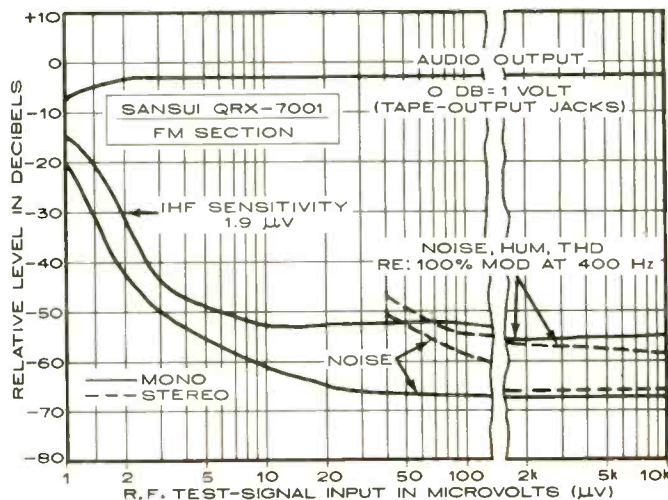 +10
0
-10
-20
-30
-40
-50
-60
-70
-80
RELATIVE LEVEL IN DECIBELS
AUDIO OUTPUT
0 DB = 1 VOLT
(TAPE-OUTPUT JACKS)
SANSUI QRX-7001
FM SECTION
IHF SENSITIVITY
1.9 μV
NOISE, HUM, THD
RE: 100% MOD AT 400 Hz
NOISE
MONO
STEREO
1 5 10 50 100 2k 5k 10k
R.F. TEST-SIGNAL INPUT IN MICROVOLTS (μV)